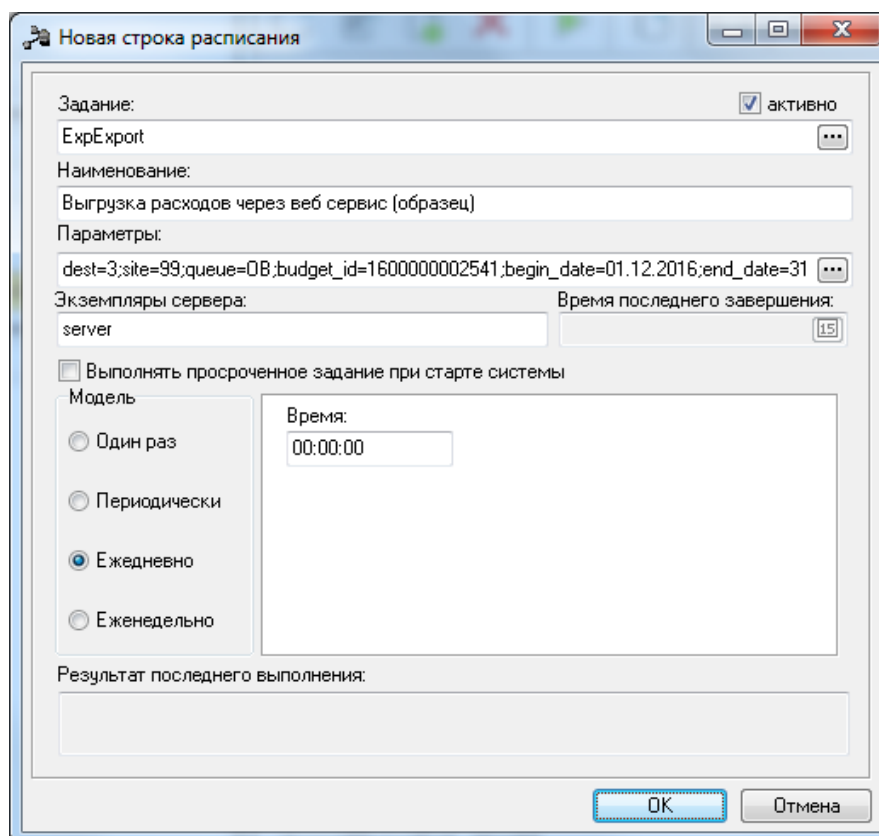 Новая строка расписания
Задание:
активно
ExpExport
Наименование:
Выгрузка расходов через веб сервис (образец)
Параметры:
dest=3;site=99;queue=OB;budget_id=1600000002541;begin_date=01.12.2016;end_date=31
Экземпляры сервера:
Время последнего завершения:
server
15
Выполнять просроченное задание при старте системы
Модель
Время:
Один раз
00:00:00
Периодически
Ежедневно
Еженедельно
Результат последнего выполнения:
OK
Отмена